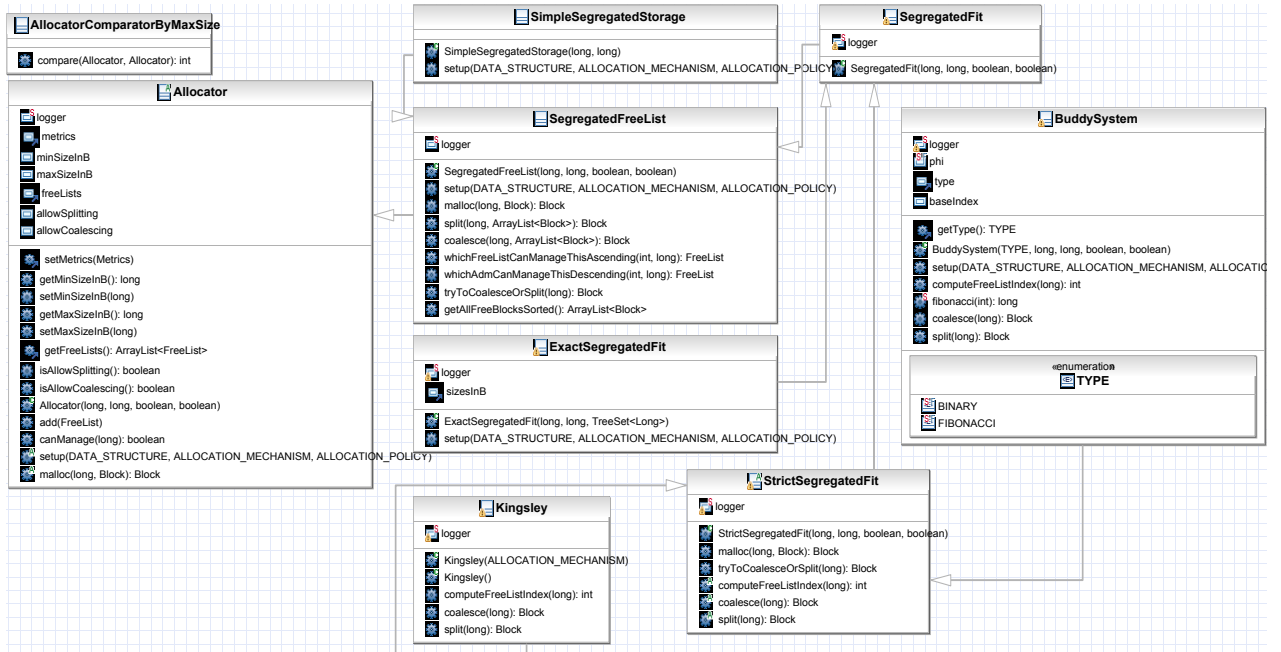 AllocatorComparatorByMaxSize
compare(Allocator, Allocator): int
Allocator
logger
metrics
minSizeInB
maxSizeInB
freeLists
allowSplitting
allowCoalescing
setMetrics(Metrics)
getMinSizeInB(): long
setMinSizeInB(long)
getMaxSizeInB(): long
setMaxSizeInB(long)
getFreeLists(): ArrayList<FreeList>
isAllowSplitting(): boolean
isAllowCoalescing(): boolean
Allocator(long, long, boolean, boolean)
add(FreeList)
canManage(long): boolean
setup(DATA_STRUCTURE, ALLOCATION_MECHANISM, ALLOCATION_POLICY)
malloc(long, Block): Block
SimpleSegregatedStorage
SimpleSegregatedStorage(long, long)
setup(DATA_STRUCTURE, ALLOCATION_MECHANISM, ALLOCATION_POLICY)
SegregatedFreeList
logger
SegregatedFreeList(long, long, boolean, boolean)
setup(DATA_STRUCTURE, ALLOCATION_MECHANISM, ALLOCATION_POLICY)
malloc(long, Block): Block
split(long, ArrayList<Block>): Block
coalesce(long, ArrayList<Block>): Block
whichFreeListCanManageThisAscending(int, long): FreeList
whichAdmCanManageThisDescending(int, long): FreeList
tryToCoalesceOrSplit(long): Block
getAllFreeBlocksSorted(): ArrayList<Block>
ExactSegregatedFit
logger
sizesInB
ExactSegregatedFit(long, long, TreeSet<Long>)
setup(DATA_STRUCTURE, ALLOCATION_MECHANISM, ALLOCATION_POLICY)
Kingsley
logger
Kingsley(ALLOCATION_MECHANISM)
Kingsley()
computeFreeListIndex(long): int
coalesce(long): Block
split(long): Block
SegregatedFit
logger
SegregatedFit(long, long, boolean, boolean)
BuddySystem
logger
phi
type
baseIndex
getType(): TYPE
BuddySystem(TYPE, long, long, boolean, boolean)
setup(DATA_STRUCTURE, ALLOCATION_MECHANISM, ALLOCATIO
computeFreeListIndex(long): int
fibonacci(int): long
coalesce(long): Block
split(long): Block
«enumeration»
TYPE
BINARY
FIBONACCI
StrictSegregatedFit
logger
StrictSegregatedFit(long, long, boolean, boolean)
malloc(long, Block): Block
tryToCoalesceOrSplit(long): Block
computeFreeListIndex(long): int
coalesce(long): Block
split(long): Block